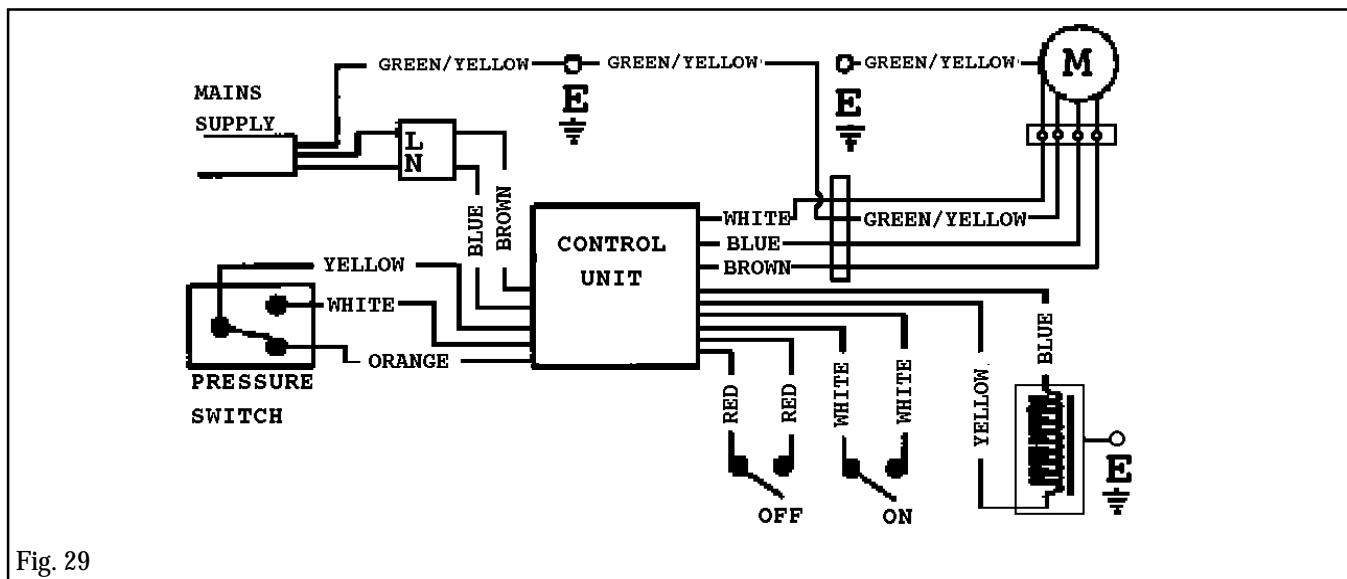 GREEN/YELLOW
GREEN/YELLOW
GREEN/YELLOW
M
MAINS
SUPPLY
L
N
E
E
BLUE
BROWN
CONTROL
UNIT
WHITE
GREEN/YELLOW
BLUE
BROWN
YELLOW
WHITE
ORANGE
PRESSURE
SWITCH
RED
RED
WHITE
WHITE
YELLOW
BLUE
E
OFF
ON
Fig. 29